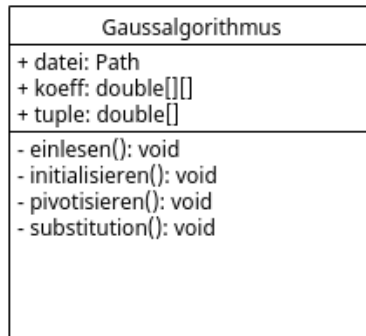 Gaussalgorithmus
+ datei: Path
+ koeff: double[][]
+ tuple: double[]
- einlesen(): void
- initialisieren(): void
- pivotisieren(): void
- substitution(): void